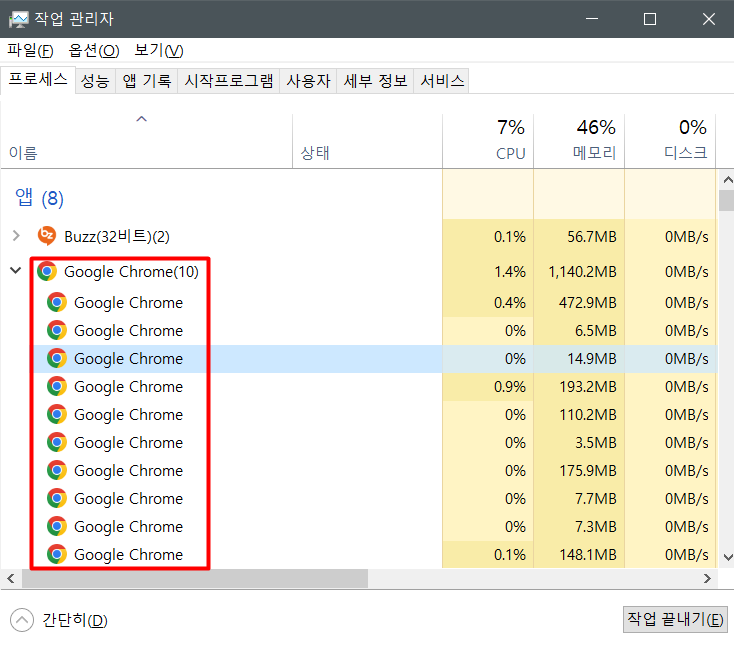 작업 관리자
파일(F) 옵션(O) 보기(V)
프로세스 성능 앱 기록 시작프로그램 사용자 세부 정보 서비스
7% 46% 0%
이름 상태 CPU 메모리 디스크
앱 (8)
bz Buzz(32비트)(2) 0.1% 56.7MB 0MB/s
Google Chrome(10) 1.4% 1,140.2MB 0MB/s
Google Chrome 0.4% 472.9MB 0MB/s
Google Chrome 0% 6.5MB 0MB/s
Google Chrome 0% 14.9MB 0MB/s
Google Chrome 0.9% 193.2MB 0MB/s
Google Chrome 0% 110.2MB 0MB/s
Google Chrome 0% 3.5MB 0MB/s
Google Chrome 0% 175.9MB 0MB/s
Google Chrome 0% 7.7MB 0MB/s
Google Chrome 0% 7.3MB 0MB/s
Google Chrome 0.1% 148.1MB 0MB/s
간단히(D) 작업 끝내기(E)